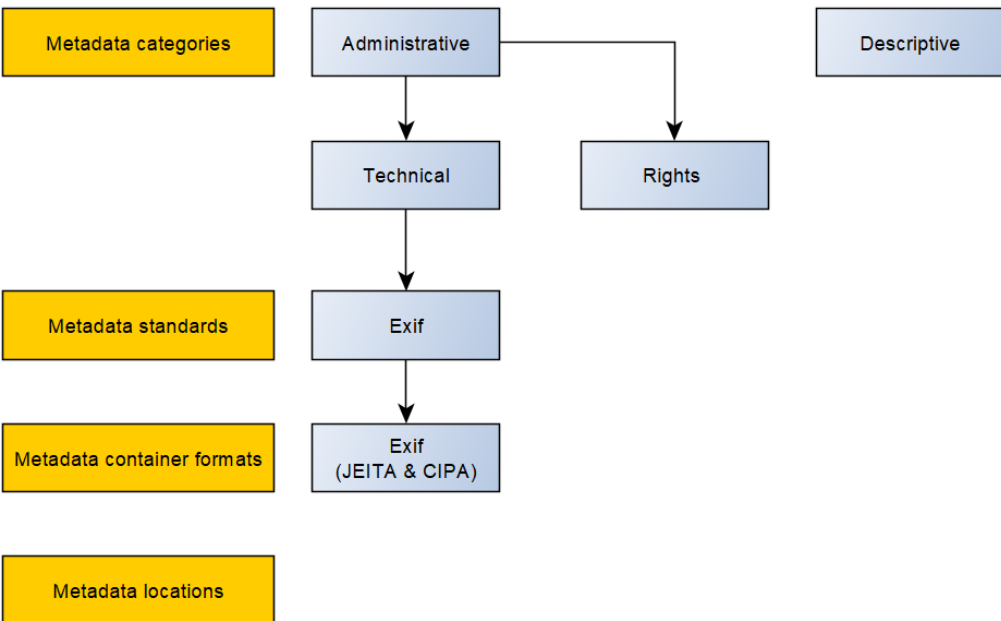 Metadata categories
Administrative
Descriptive
Technical
Rights
Metadata standards
Exif
Metadata container formats
Exif
(JEITA & CIPA)
Metadata locations